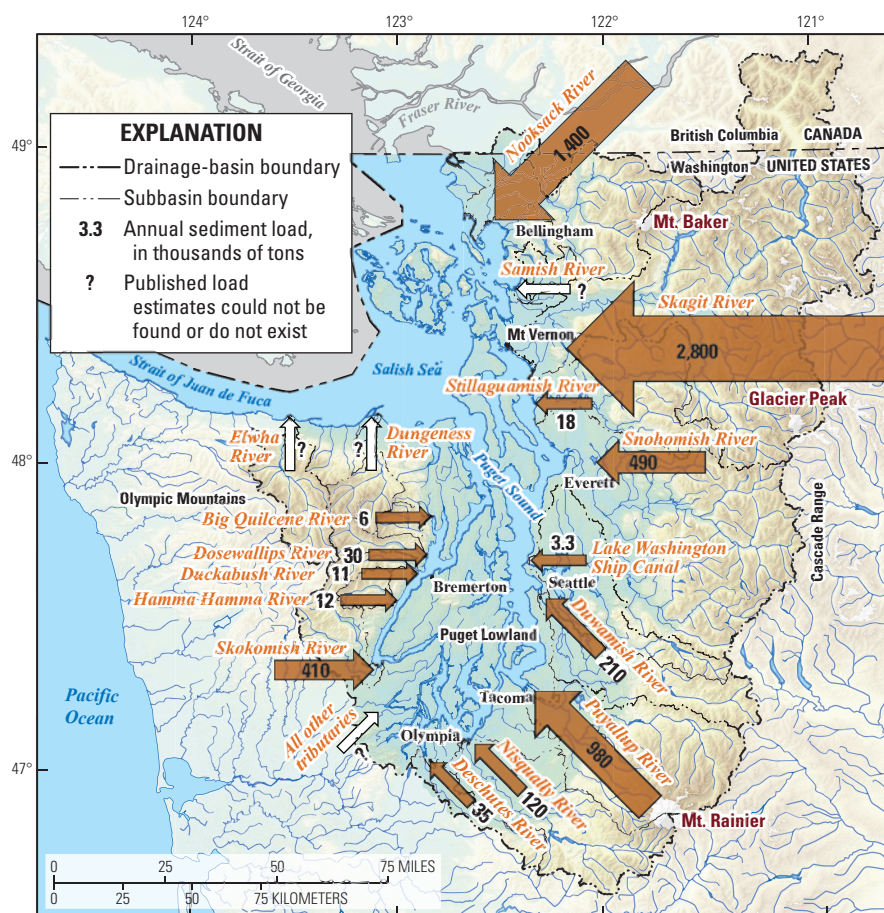 124°
123°
122°
121°
Strait of Georgia
Fraser River
Nooksack River
1,400
49°
British Columbia
CANADA
Washington
UNITED STATES
EXPLANATION
Drainage-basin boundary
Subbasin boundary
3.3 Annual sediment load,
in thousands of tons
? Published load
estimates could not be
found or do not exist
Bellingham
Mt. Baker
Samish River
?
Skagit River
Mt Vernon
2,800
Salish Sea
Strait of Juan de Fuca
Stillaguamish River
18
Glacier Peak
Elwha
River
?
Dungeness
River
?
Snohomish River
490
48°
Everett
Puget Sound
Olympic Mountains
Big Quilcene River
6
Cascade Range
Dosewallips River
30
3.3
Lake Washington
Ship Canal
Duckabush River
11
Seattle
Hamma Hamma River
12
Bremerton
Duwamish River
210
Puget Lowland
Skokomish River
410
Pacific
Ocean
Tacoma
Puyallup River
980
All other
tributaries
?
Olympia
47°
Nisqually River
120
Deschutes River
35
Mt. Rainier
0 25 50 75 MILES
0 25 50 75 KILOMETERS